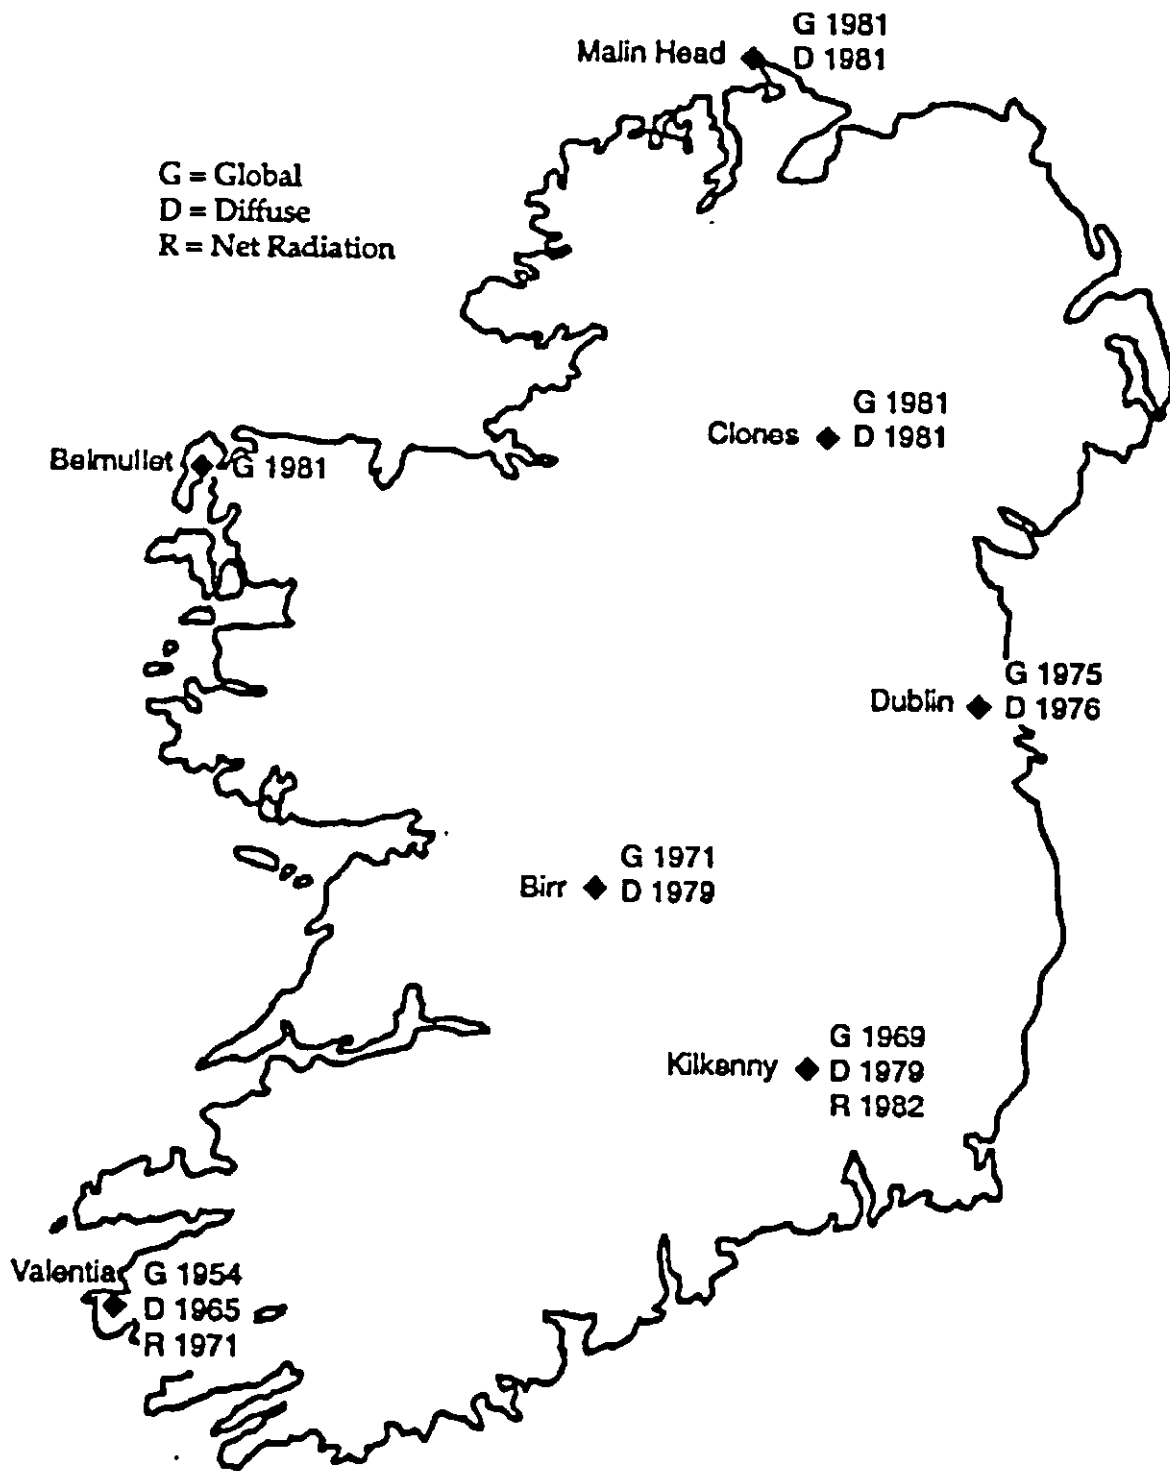 G 1981
Malin Head D 1981
G = Global
D = Diffuse
R = Net Radiation
G 1981
Clones D 1981
Belmullet G 1981
G 1975
Dublin D 1976
G 1971
Birr D 1979
G 1969
Kilkenny D 1979
R 1982
Valentia G 1954
D 1965
R 1971